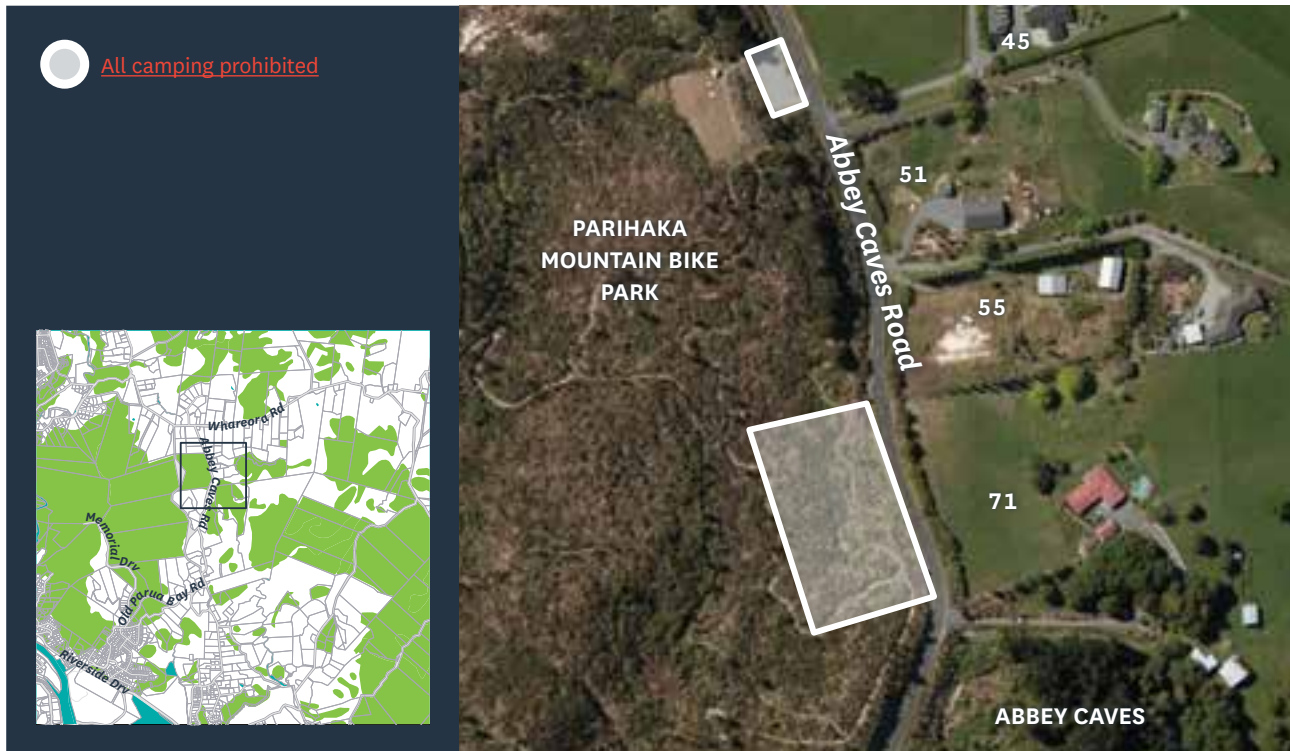 All camping prohibited
Whareora Rd
Abbey Caves Rd
Memorial Drv
Old Parua Bay Rd
Riverside Drv
45
51
Abbey Caves Road
PARIHAKA
MOUNTAIN BIKE
PARK
55
71
ABBEY CAVES